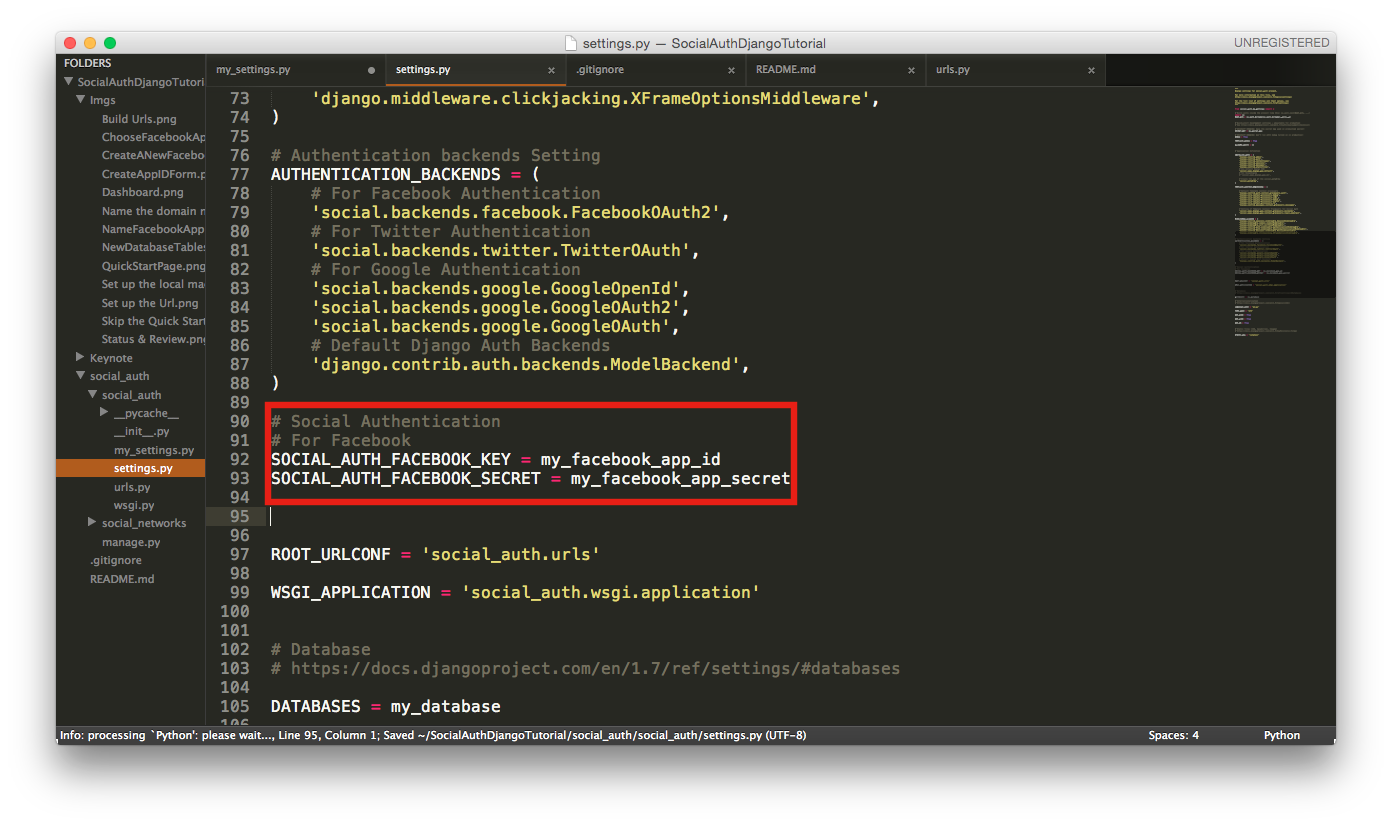 settings.py — SocialAuthDjangoTutorial
UNREGISTERED
FOLDERS
SocialAuthDjangoTutori
Imgs
Build Urls.png
ChooseFacebookAp
CreateANewFacebo
CreateAppIDForm.p
Dashboard.png
Name the domain n
NameFacebookApp
NewDatabaseTables
QuickStartPage.png
Set up the local ma
Set up the Url.png
Skip the Quick Start
Status & Review.png
Keynote
social_auth
social_auth
__pycache__
__init__.py
my_settings.py
settings.py
urls.py
wsgi.py
social_networks
manage.py
.gitignore
README.md
my_settings.py
settings.py
.gitignore
README.md
urls.py
73 'django.middleware.clickjacking.XFrameOptionsMiddleware',
74 )
75
76 # Authentication backends Setting
77 AUTHENTICATION_BACKENDS = (
78 # For Facebook Authentication
79 'social.backends.facebook.FacebookOAuth2',
80 # For Twitter Authentication
81 'social.backends.twitter.TwitterOAuth',
82 # For Google Authentication
83 'social.backends.google.GoogleOpenId',
84 'social.backends.google.GoogleOAuth2',
85 'social.backends.google.GoogleOAuth',
86 # Default Django Auth Backends
87 'django.contrib.auth.backends.ModelBackend',
88 )
89
90 # Social Authentication
91 # For Facebook
92 SOCIAL_AUTH_FACEBOOK_KEY = my_facebook_app_id
93 SOCIAL_AUTH_FACEBOOK_SECRET = my_facebook_app_secret
94
95
96
97 ROOT_URLCONF = 'social_auth.urls'
98
99 WSGI_APPLICATION = 'social_auth.wsgi.application'
100
101
102 # Database
103 # https://docs.djangoproject.com/en/1.7/ref/settings/#databases
104
105 DATABASES = my_database
106
Info: processing `Python': please wait..., Line 95, Column 1; Saved ~/SocialAuthDjangoTutorial/social_auth/social_auth/settings.py (UTF-8)
Spaces: 4
Python